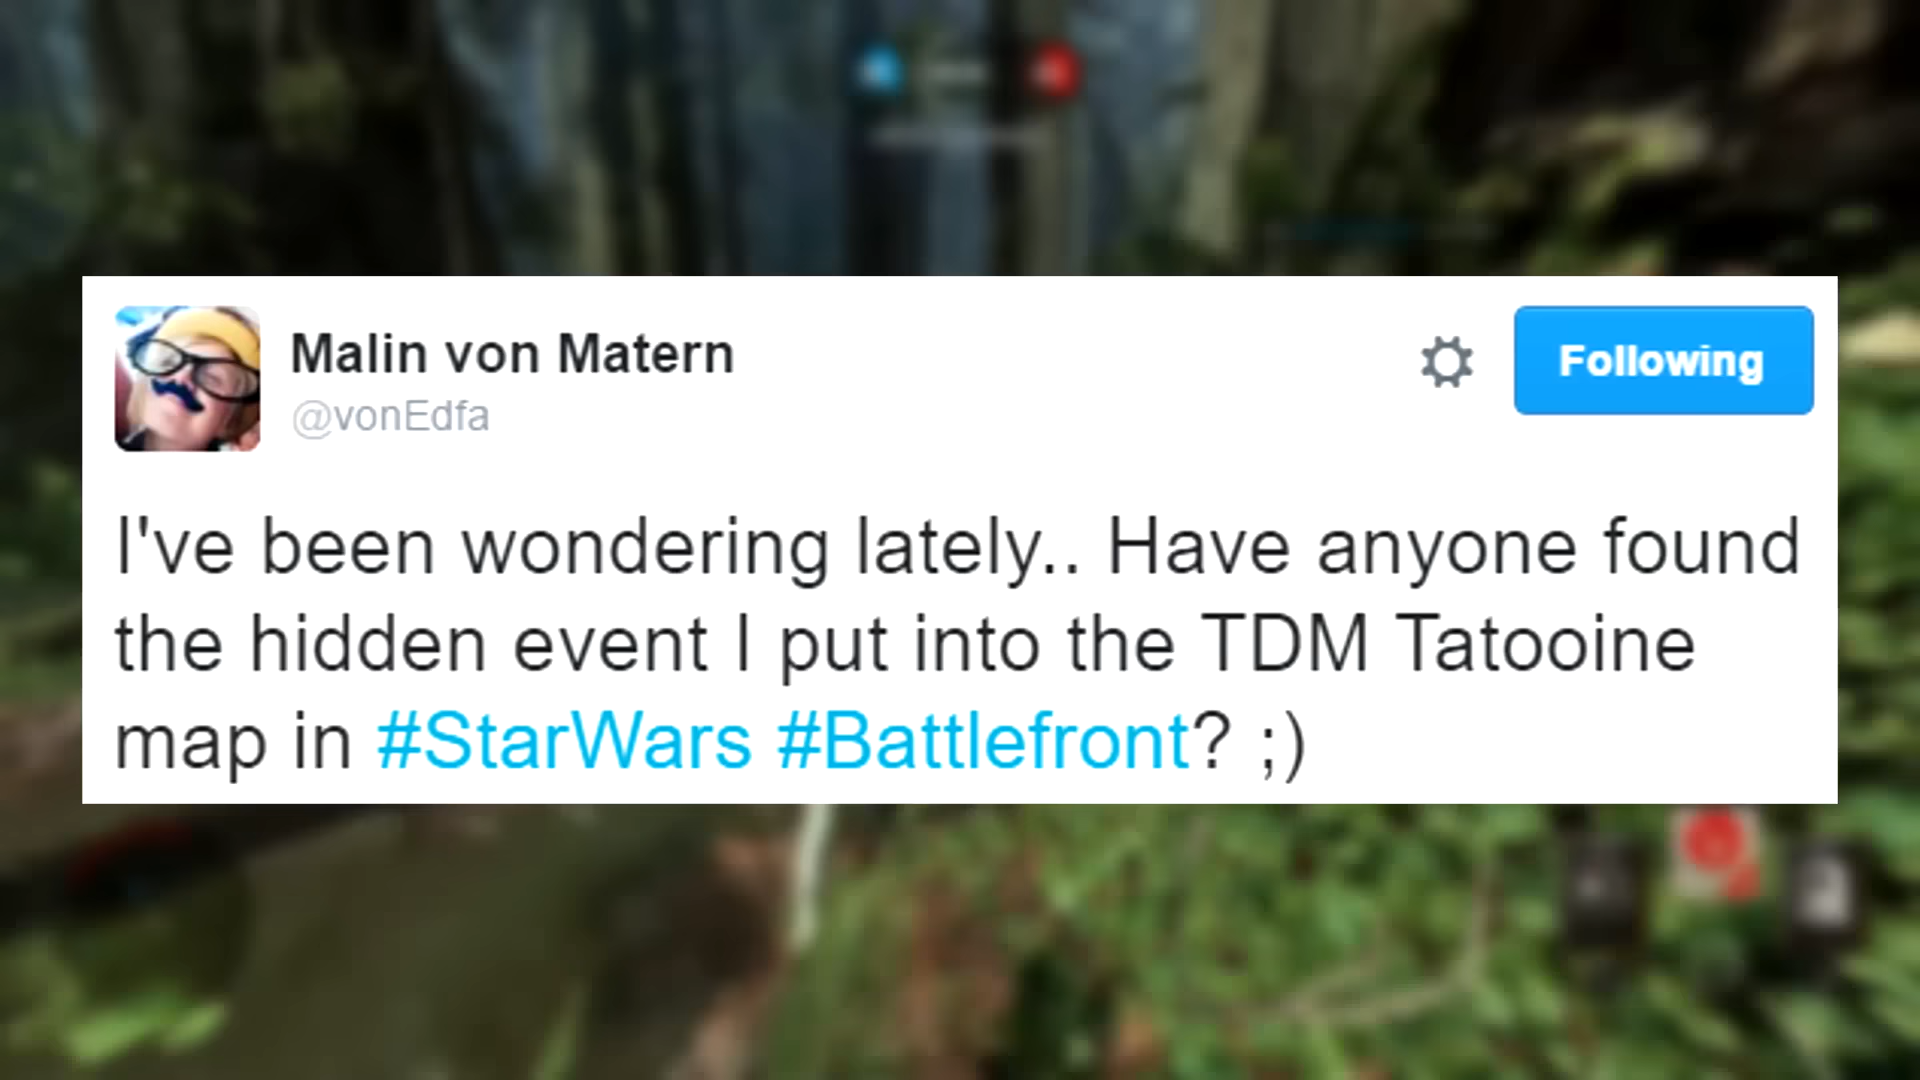 Malin von Matern
@vonEdfa
Following
I've been wondering lately.. Have anyone found
the hidden event I put into the TDM Tatooine
map in #StarWars #Battlefront? ;)